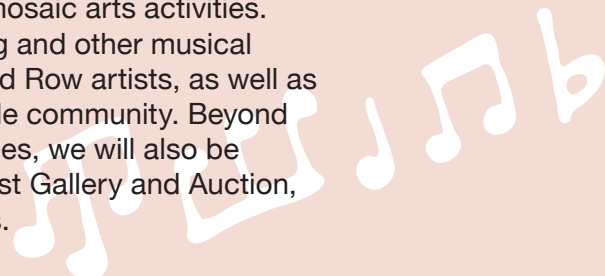 mosaic arts activities.
g and other musical
d Row artists, as well as
le community. Beyond
es, we will also be
st Gallery and Auction,
s.